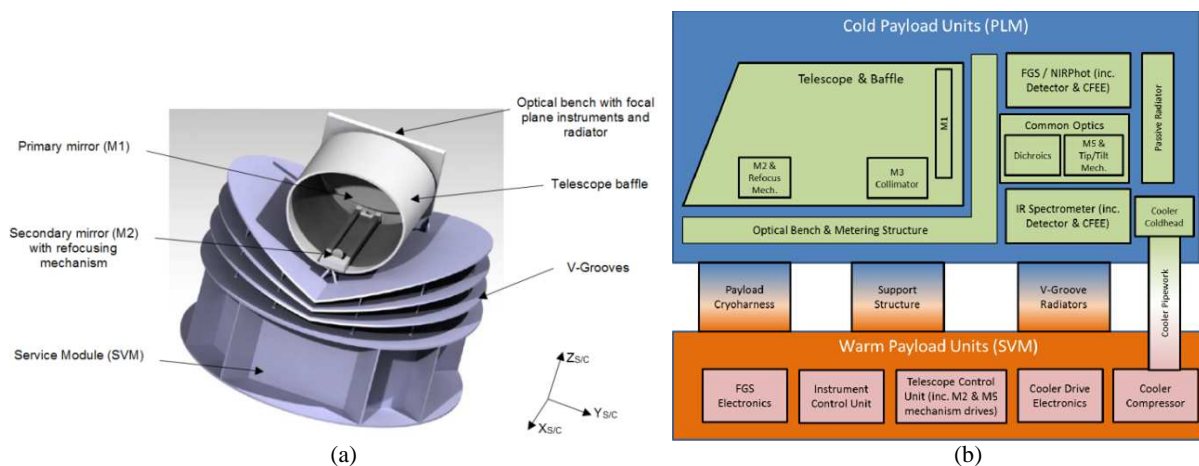 Optical bench with focal
plane instruments and
radiator
Primary mirror (M1)
Telescope baffle
Secondary mirror (M2)
with refocusing
mechanism
V-Grooves
Service Module (SVM)
Z S/C
Y S/C
X S/C
(a)
Cold Payload Units (PLM)
Telescope & Baffle
M1
M2 &
Refocus
Mech.
M3
Collimator
Optical Bench & Metering Structure
FGS / NIRPhot (inc.
Detector & CFEE)
Common Optics
Dichroics
M5 &
Tip/Tilt
Mech.
IR Spectrometer (inc.
Detector & CFEE)
Passive Radiator
Cooler
Coldhead
Payload
Cryoharness
Support
Structure
V-Groove
Radiators
Cooler Pipework
Warm Payload Units (SVM)
FGS
Electronics
Instrument
Control Unit
Telescope Control
Unit (inc. M2 & M5
mechanism drives)
Cooler Drive
Electronics
Cooler
Compressor
(b)